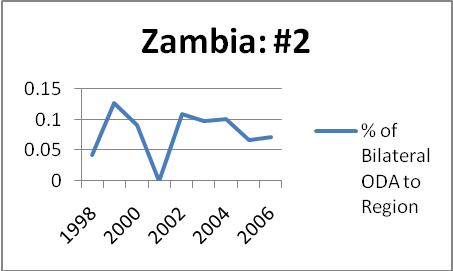 Zambia: #2
0.15
0.1
0.05
0
1998
2000
2002
2004
2006
% of
Bilateral
ODA to
Region